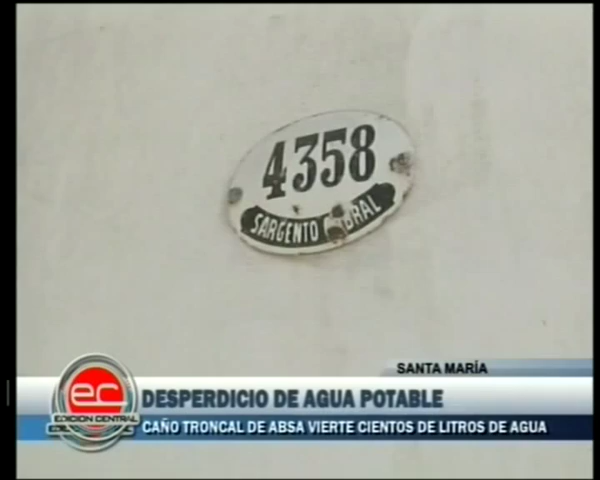 4358
SARGENTO
SANTA MARÍA
ec
EDICION CENTRAL
DESPERDICIO DE AGUA POTABLE
CAÑO TRONCAL DE ABSA VIERTE CIENTOS DE LITROS DE AGUA